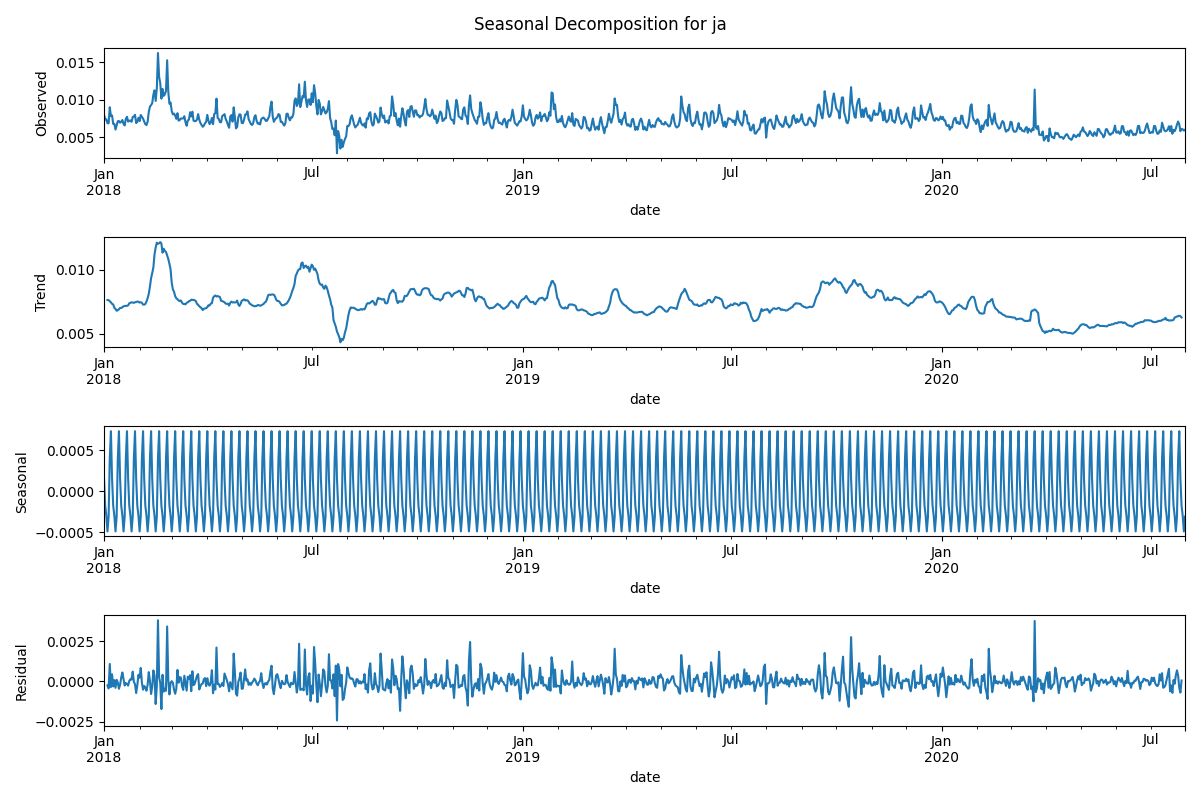 Seasonal Decomposition for ja
Observed
0.015
0.010
0.005
Jan
2018
Jul
Jan
2019
Jul
Jan
2020
Jul
date
Trend
0.010
0.005
Jan
2018
Jul
Jan
2019
Jul
Jan
2020
Jul
date
Seasonal
0.0005
0.0000
−0.0005
Jan
2018
Jul
Jan
2019
Jul
Jan
2020
Jul
date
Residual
0.0025
0.0000
−0.0025
Jan
2018
Jul
Jan
2019
Jul
Jan
2020
Jul
date